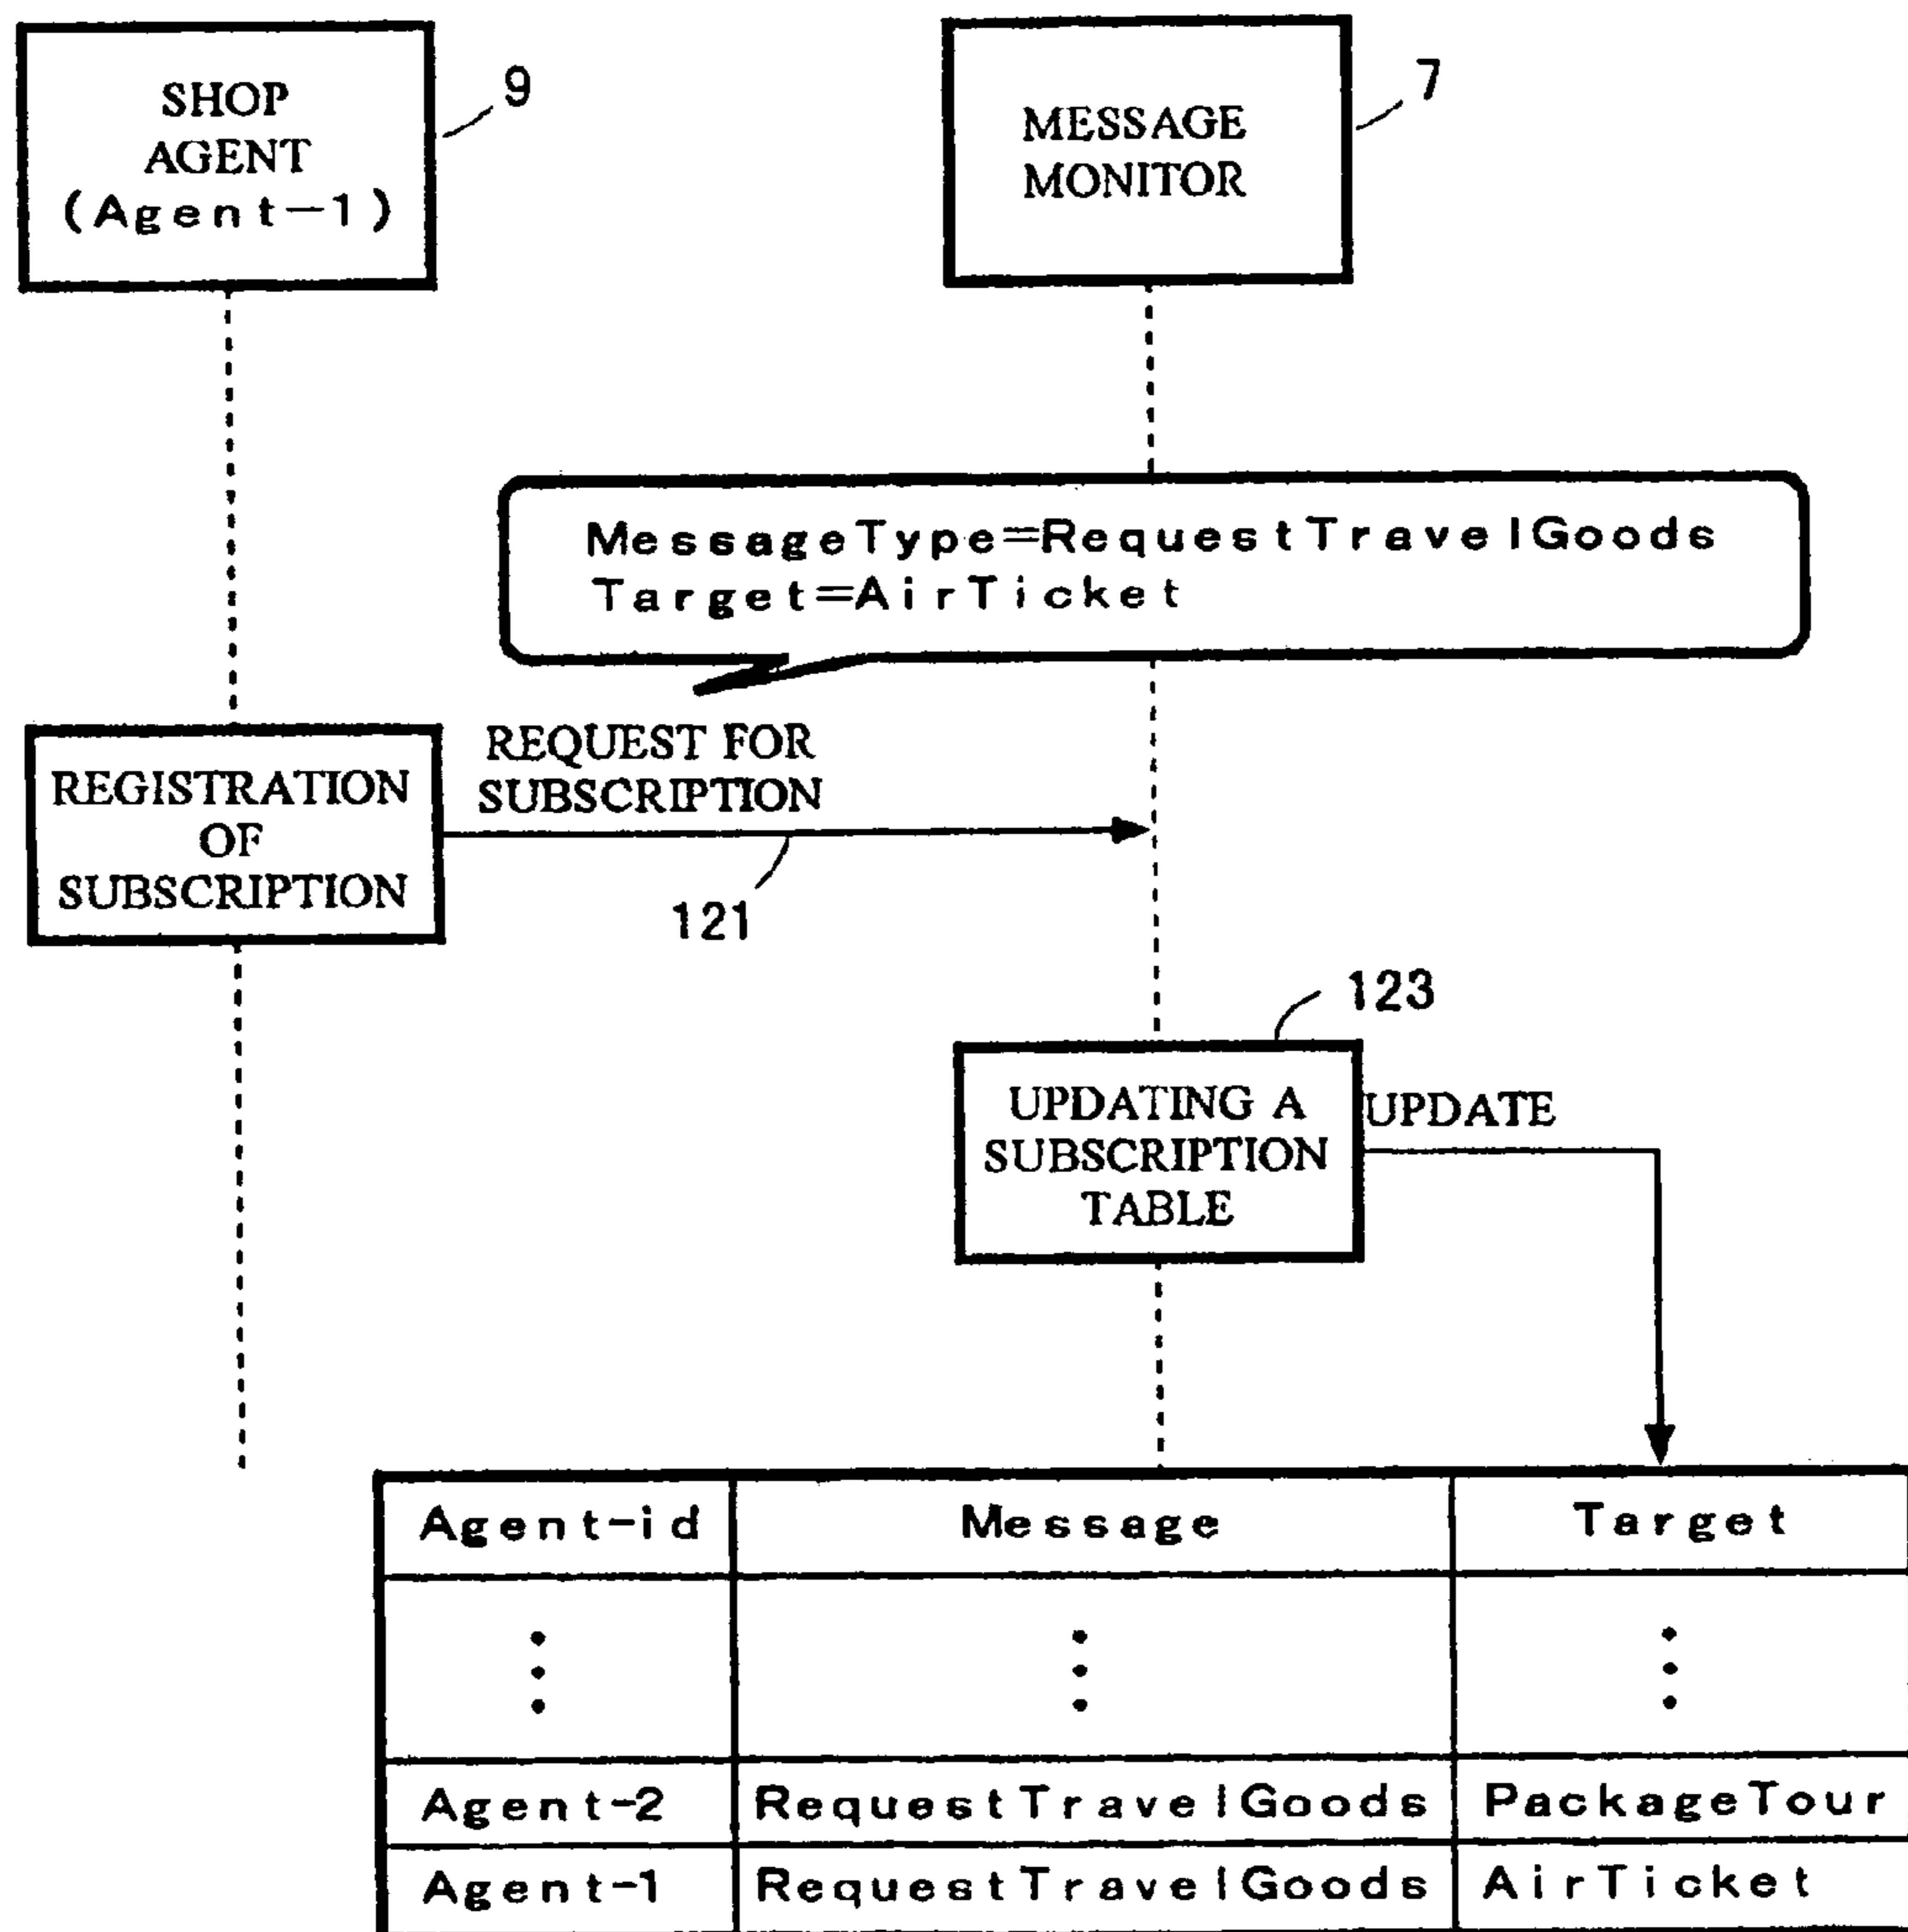 SHOP
AGENT
(Agent-1)
9
MESSAGE
MONITOR
7
MessageType=RequestTravelGoods
Target=AirTicket
REGISTRATION
OF
SUBSCRIPTION
REQUEST FOR
SUBSCRIPTION
121
123
UPDATING A
SUBSCRIPTION
TABLE
UPDATE
Agent-id Message Target
Agent-2 RequestTravelGoods PackageTour
Agent-1 RequestTravelGoods AirTicket